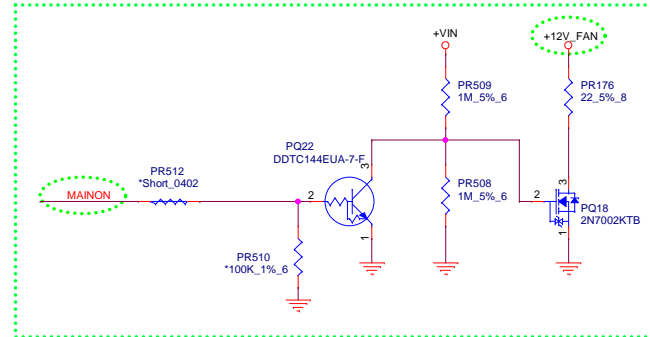 +VIN
+12V_FAN
PR509
1M_5%_6
PR176
22_5%_8
PQ22
DDTC144EUA-7-F
3
PR512
*Short_0402
MAINON
2
PR508
1M_5%_6
3
2
PQ18
2N7002KTB
1
1
PR510
*100K_1%_6